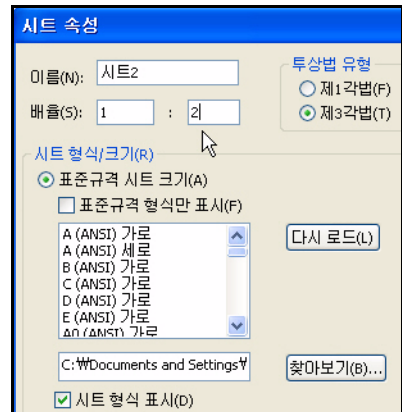 시트 속성
이름(N): 시트2
배율(S): 1 : 2
투상법 유형
제1각법(F)
제3각법(T)
시트 형식/크기(R)
표준규격 시트 크기(A)
표준규격 형식만 표시(F)
A (ANSI) 가로
A (ANSI) 세로
B (ANSI) 가로
C (ANSI) 가로
D (ANSI) 가로
E (ANSI) 가로
A0 (ANSI) 가로
다시 로드(L)
C:₩Documents and Settings₩
찾아보기(B)...
시트 형식 표시(D)